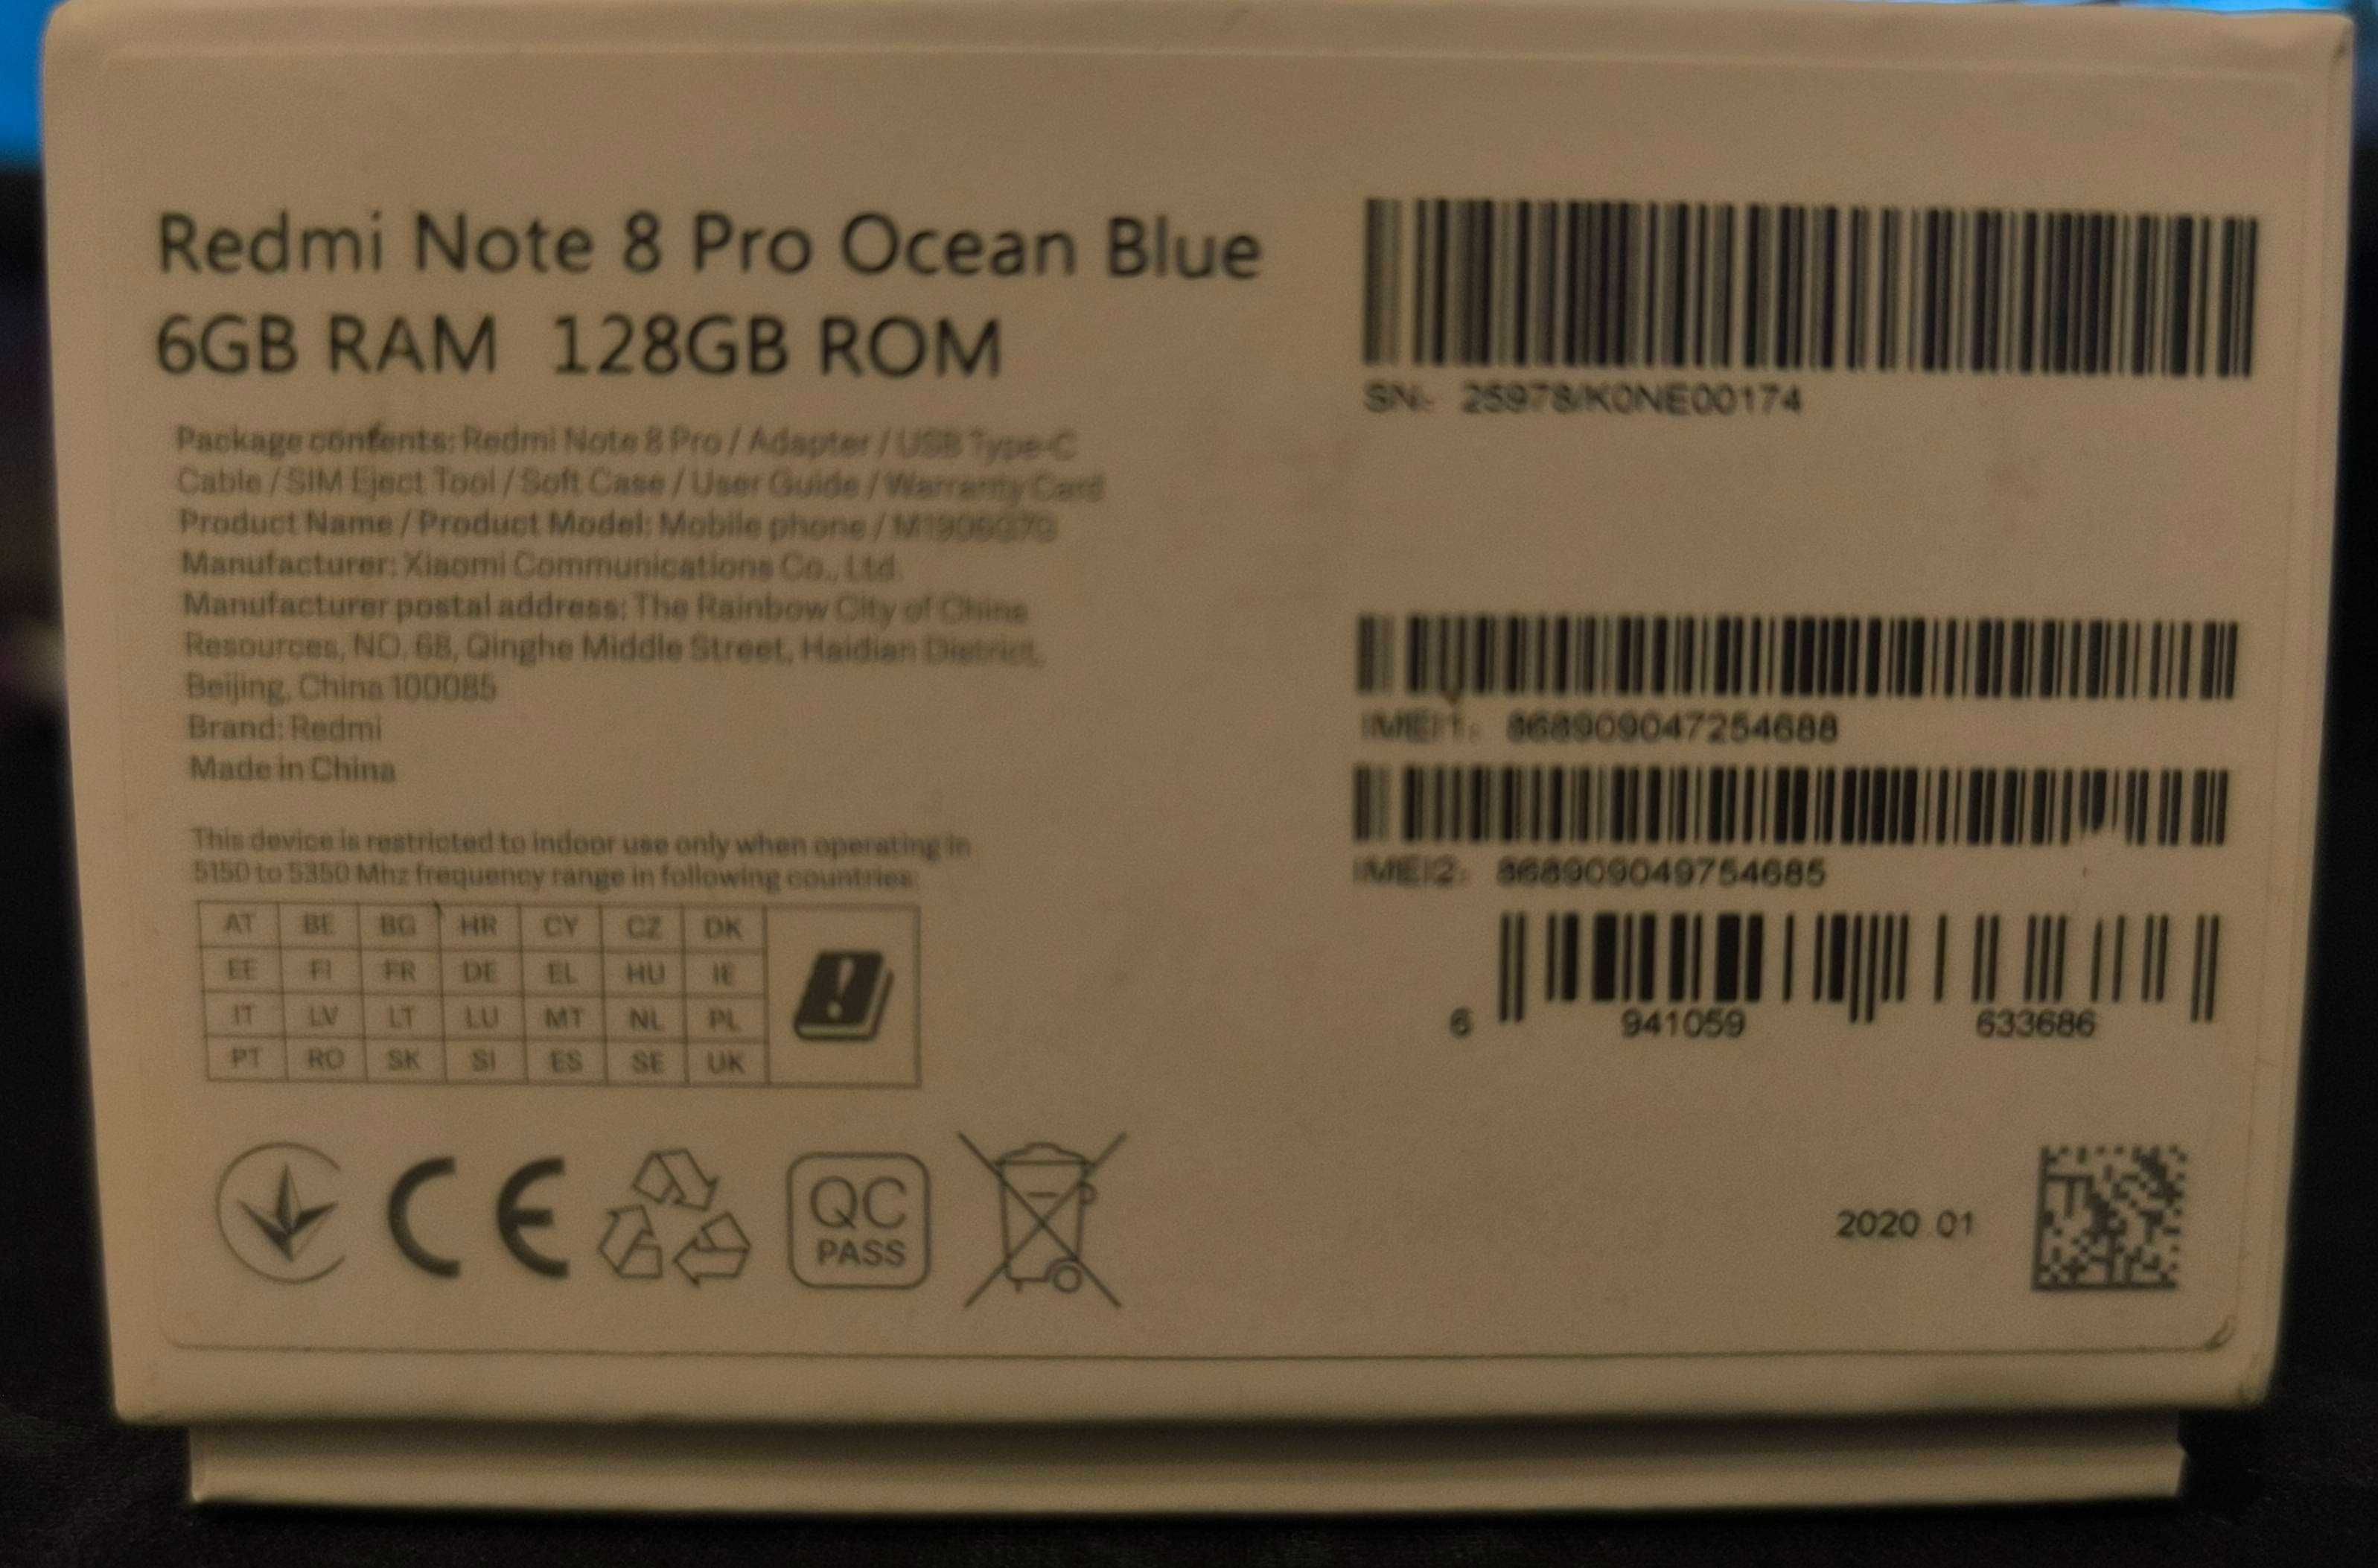 Redmi Note 8 Pro Ocean Blue
6GB RAM 128GB ROM
Package contents: Redmi Note 8 Pro / Adapter / USB Type-C
Cable / SIM Eject Tool / Soft Case / User Guide / Warranty Card
Product Name / Product Model: Mobile phone / M1906G7G
Manufacturer: Xiaomi Communications Co., Ltd.
Manufacturer postal address: The Rainbow City of China
Resources, NO. 68, Qinghe Middle Street, Haidian District,
Beijing, China 100085
Brand: Redmi
Made in China
This device is restricted to indoor use only when operating in
5150 to 5350 Mhz frequency range in following countries:
AT BE BG HR CY CZ DK
EE FI FR DE EL HU IE
IT LV LT LU MT NL PL
PT RO SK SI ES SE UK
CE
QC
PASS
SN: 25978/K0NE00174
IMEI1: 868909047254688
IMEI2: 868909049754685
6 941059 633686
2020 01